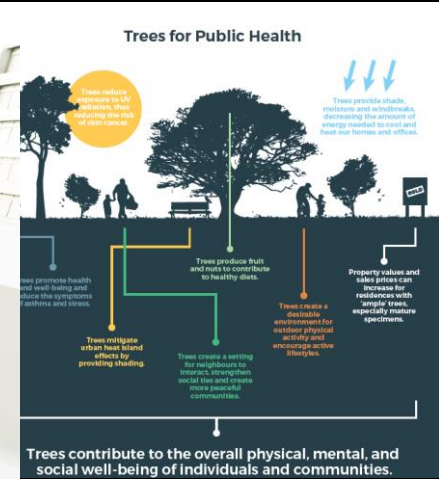 Trees for Public Health
Trees reduce
exposure to UV
radiation, thus
reducing the risk
of skin cancer.
Trees provide shade,
moisture and windbreaks,
decreasing the amount of
energy needed to cool and
heat our homes and offices.
SOLD
Trees promote health
and well-being and
reduce the symptoms
of asthma and stress.
Trees mitigate
urban heat island
effects by
providing shading.
Trees produce fruit
and nuts to contribute
to healthy diets.
Trees create a setting
for neighbours to
interact, strengthen
social ties and create
more peaceful
communities.
Trees create a
desirable
environment for
outdoor physical
activity and
encourage active
lifestyles.
Property values and
sales prices can
increase for
residences with
'ample' trees,
especially mature
specimens.
Trees contribute to the overall physical, mental, and
social well-being of individuals and communities.